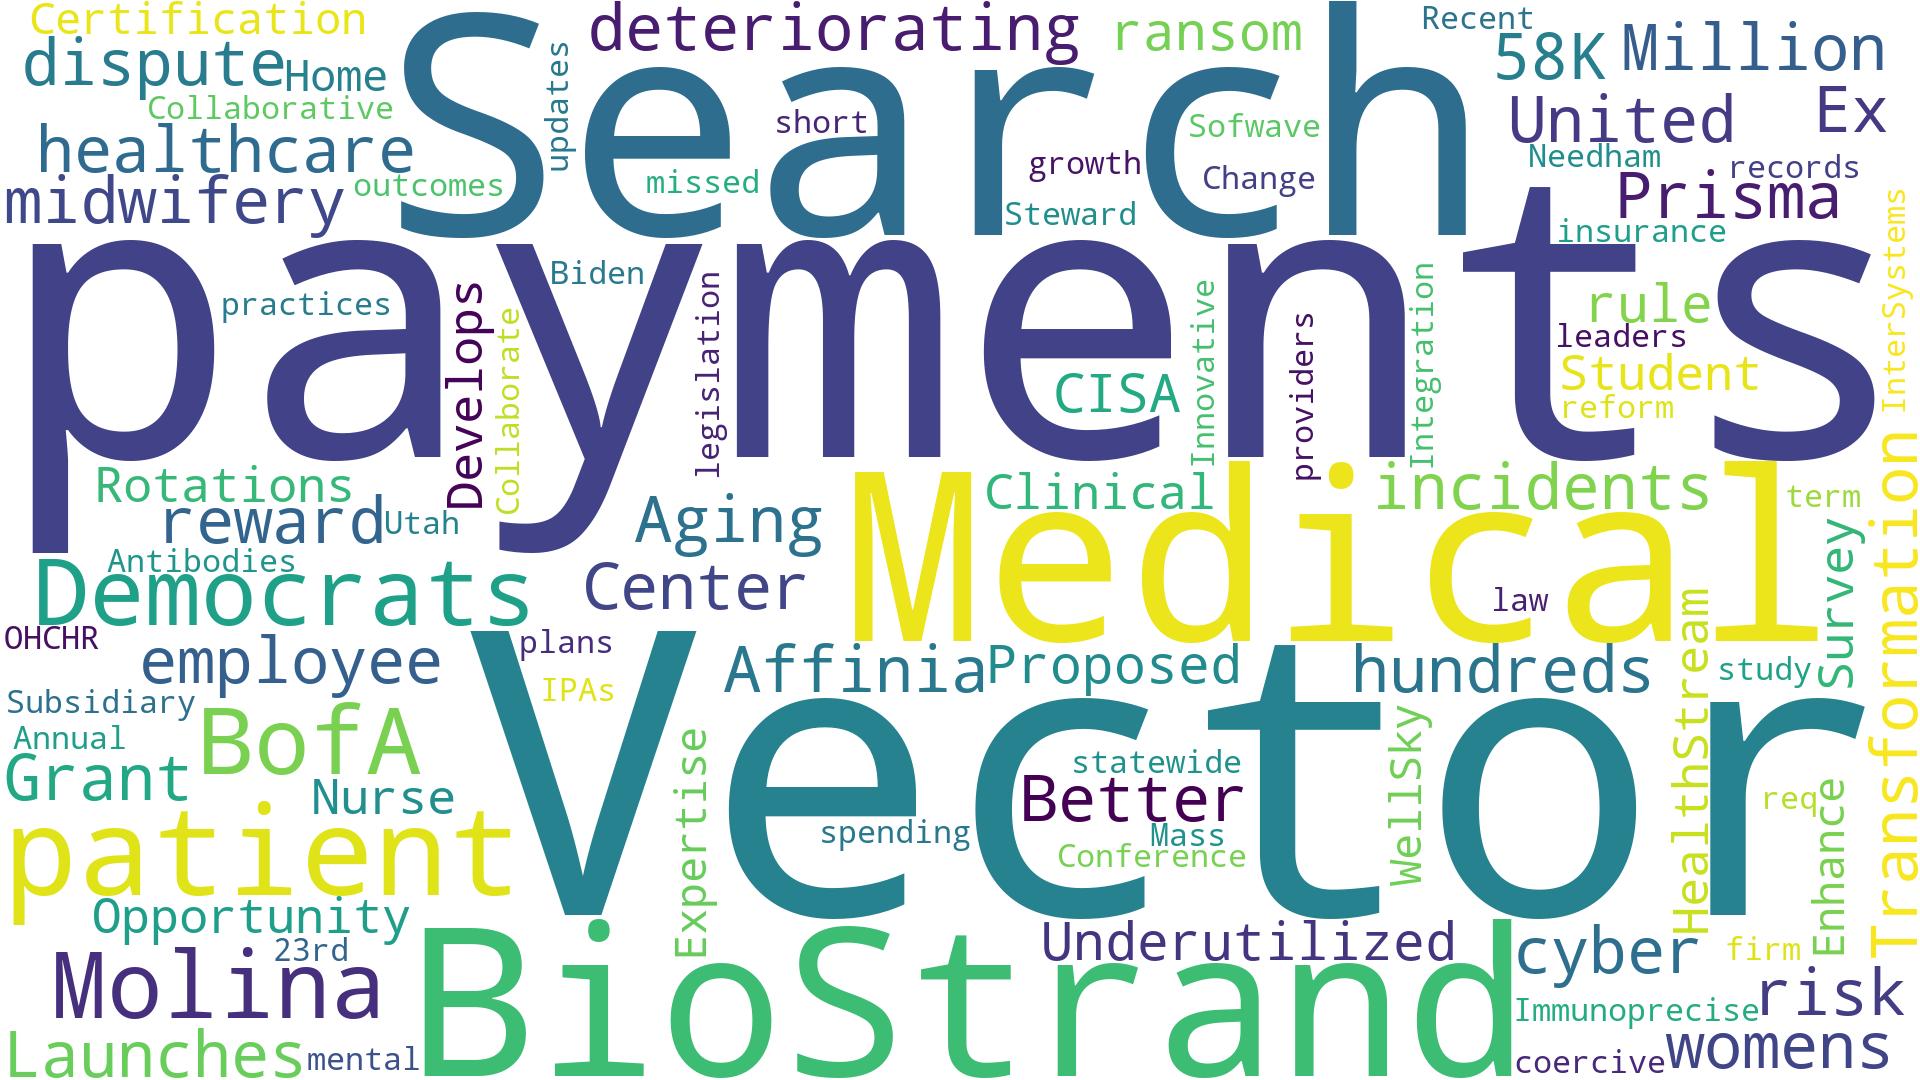 Certification
deteriorating
ransom
Recent
Search
dispute
Home
updates
58K
Million
Collaborative
short
Sofwave
United
Ex
healthcare
growth
Needham
records
midwifery
outcomes
missed
Change
Prisma
Steward
insurance
InterSystems
payments
practices
Develops
Biden
legislation
Collaborate
Innovative
providers
Integration
rule
leaders
CISA
Student
reform
Rotations
Medical
Clinical
incidents
term
reward
Utah
Aging
Survey
Transformation
Antibodies
Democrats
Center
law
OHCHR
employee
plans
Affinia
Proposed
hundreds
HealthStream
study
Subsidiary
IPAs
Vector
Annual
BofA
Grant
Nurse
Expertise
statewide
Better
WellSky
req
Enhance
patient
spending
Mass
Conference
Opportunity
23rd
Underutilized
cyber
firm
Molina
BioStrand
risk
Immunoprecise
Launches
mental
coercive
womens